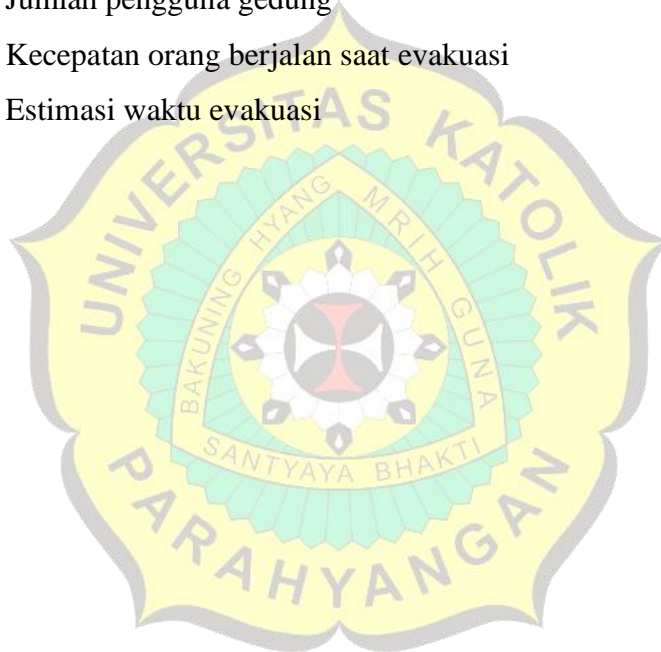 Jumlah pengguna gedung
Kecepatan orang berjalan saat evakuasi
Estimasi waktu evakuasi
UNIVERSITAS KATOLIK
BAKUNING HYANG MRIH GUNA
SANTYAYA BHAKTI
PARAHYANGAN